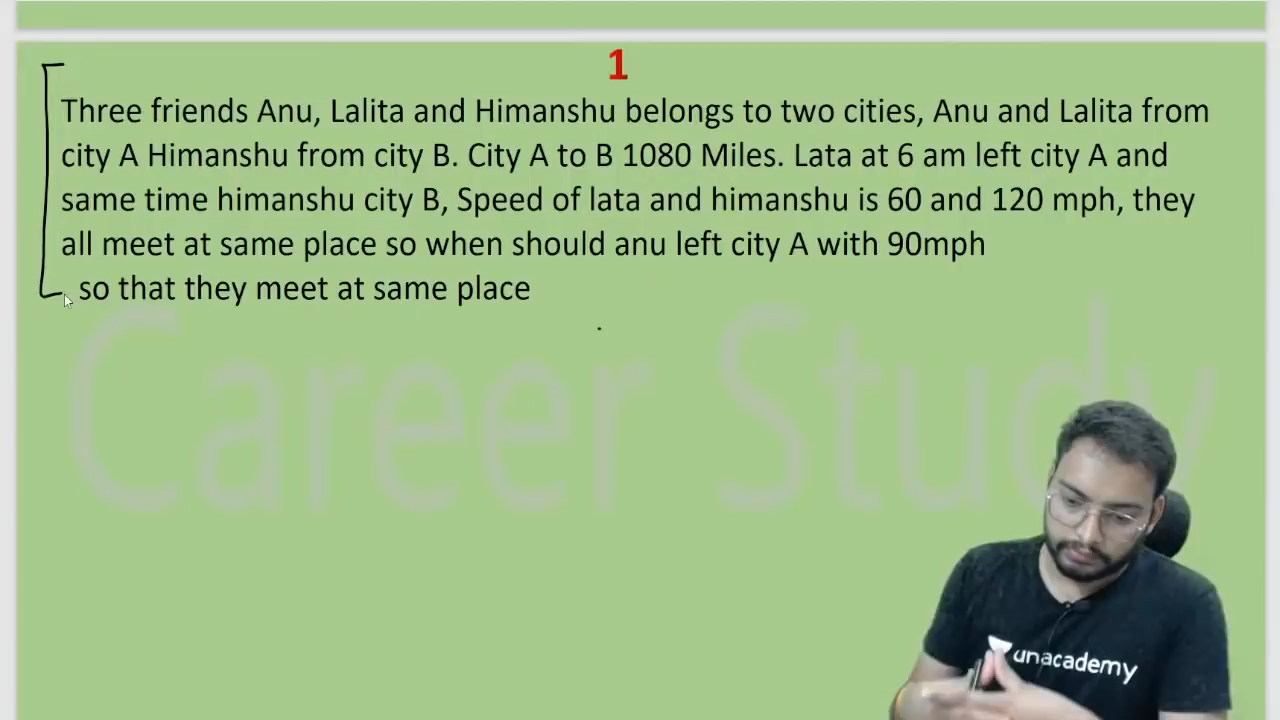 1
Three friends Anu, Lalita and Himanshu belongs to two cities, Anu and Lalita from
city A Himanshu from city B. City A to B 1080 Miles. Lata at 6 am left city A and
same time himanshu city B, Speed of lata and himanshu is 60 and 120 mph, they
all meet at same place so when should anu left city A with 90mph
. so that they meet at same place
Career Study
unacademy